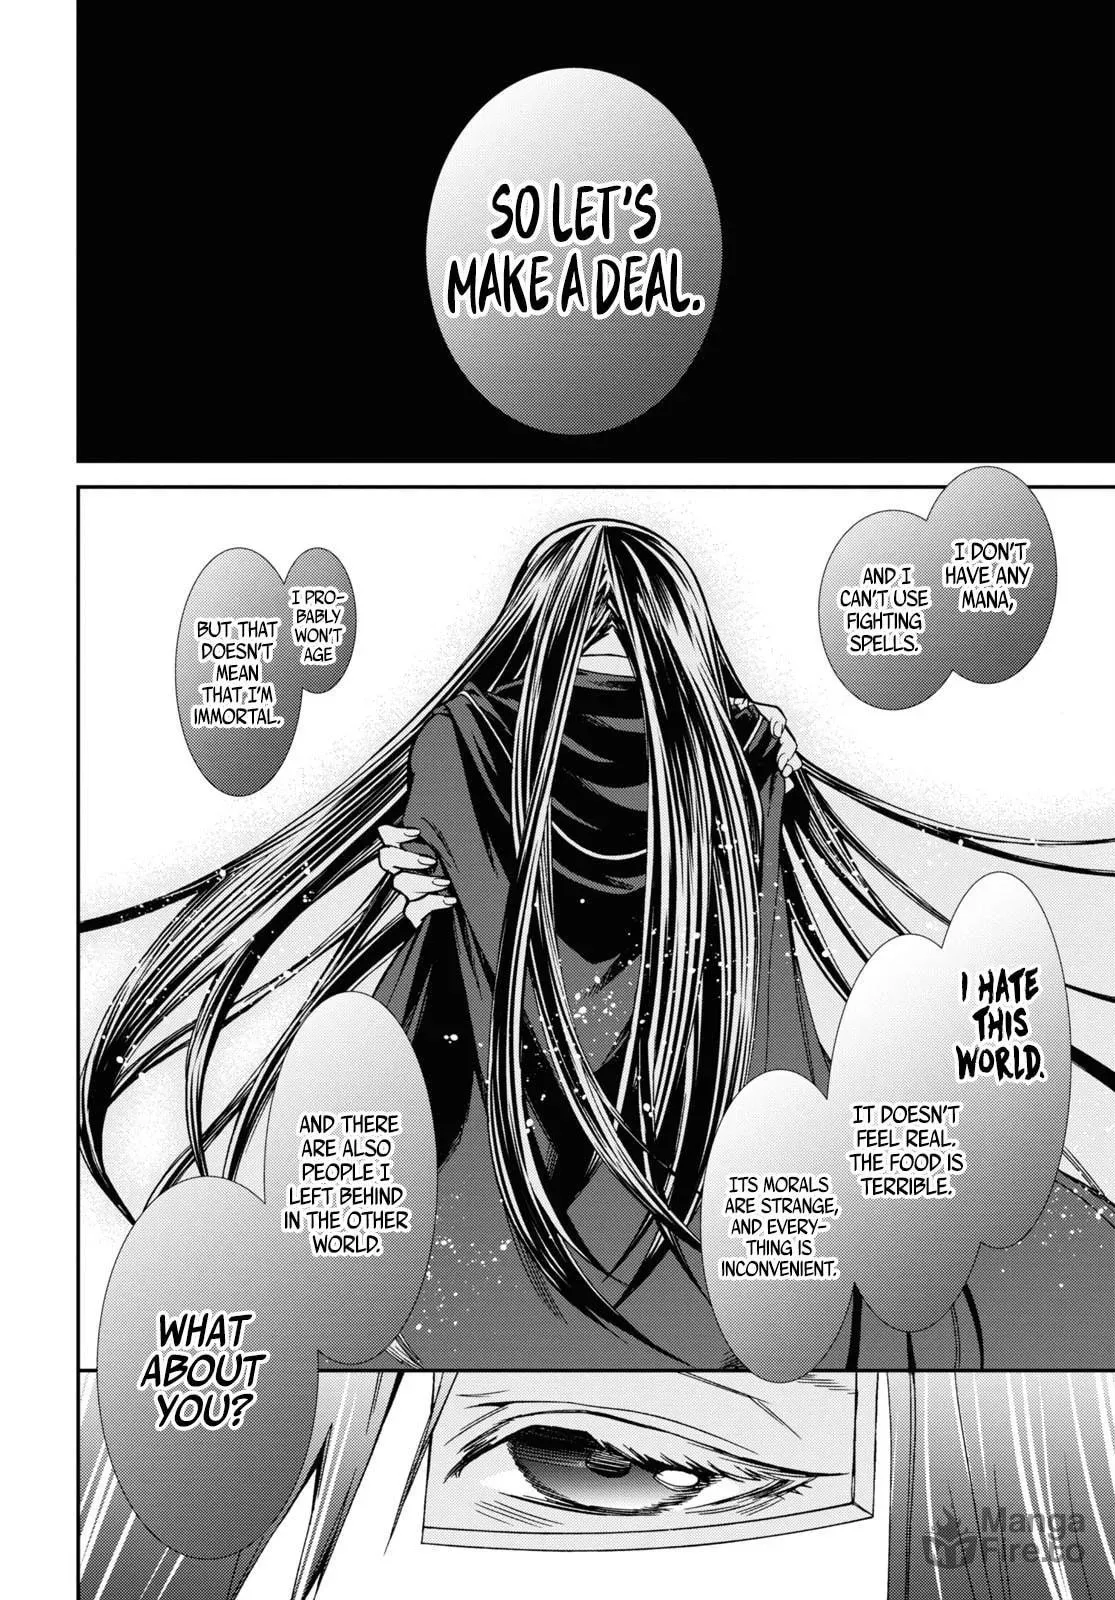 SO LET'S
MAKE A DEAL.
I DON'T
HAVE ANY
MANA,
AND I
CAN'T USE
FIGHTING
SPELLS.
I PRO-
BABLY
WON'T
AGE
BUT THAT
DOESN'T
MEAN
THAT I'M
IMMORTAL.
I HATE
THIS
WORLD.
IT DOESN'T
FEEL REAL.
THE FOOD IS
TERRIBLE.
ITS MORALS
ARE STRANGE,
AND EVERY-
THING IS
INCONVENIENT.
AND THERE
ARE ALSO
PEOPLE I
LEFT BEHIND
IN THE OTHER
WORLD.
WHAT
ABOUT
YOU?
Manga
Fire.to